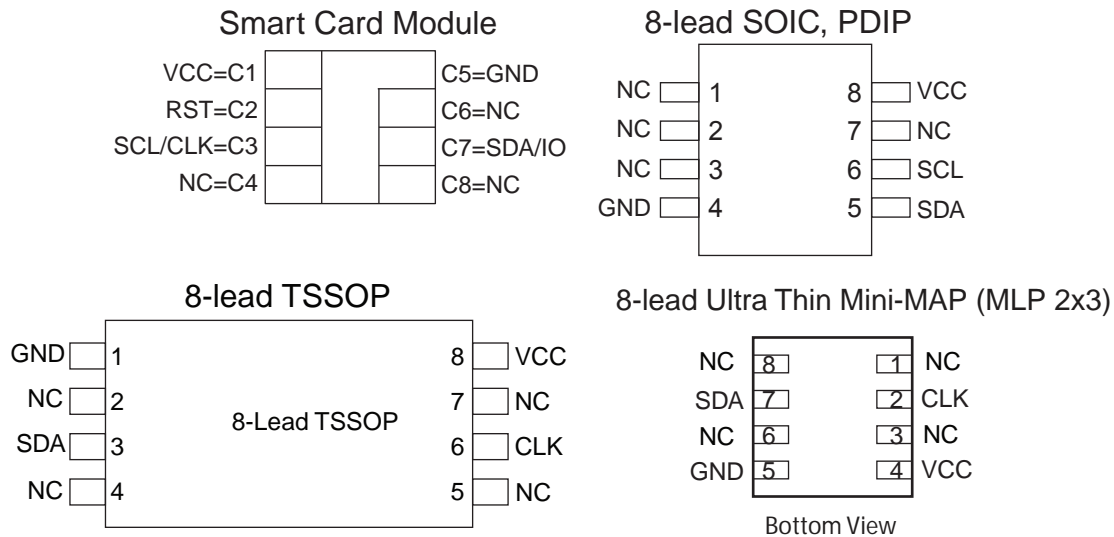 Smart Card Module
VCC=C1
C5=GND
RST=C2
C6=NC
SCL/CLK=C3
C7=SDA/IO
NC=C4
C8=NC
8-lead SOIC, PDIP
NC 1 8 VCC
NC 2 7 NC
NC 3 6 SCL
GND 4 5 SDA
8-lead TSSOP
GND 1 8 VCC
NC 2 7 NC
8-Lead TSSOP
SDA 3 6 CLK
NC 4 5 NC
8-lead Ultra Thin Mini-MAP (MLP 2x3)
NC 8 1 NC
SDA 7 2 CLK
NC 6 3 NC
GND 5 4 VCC
Bottom View